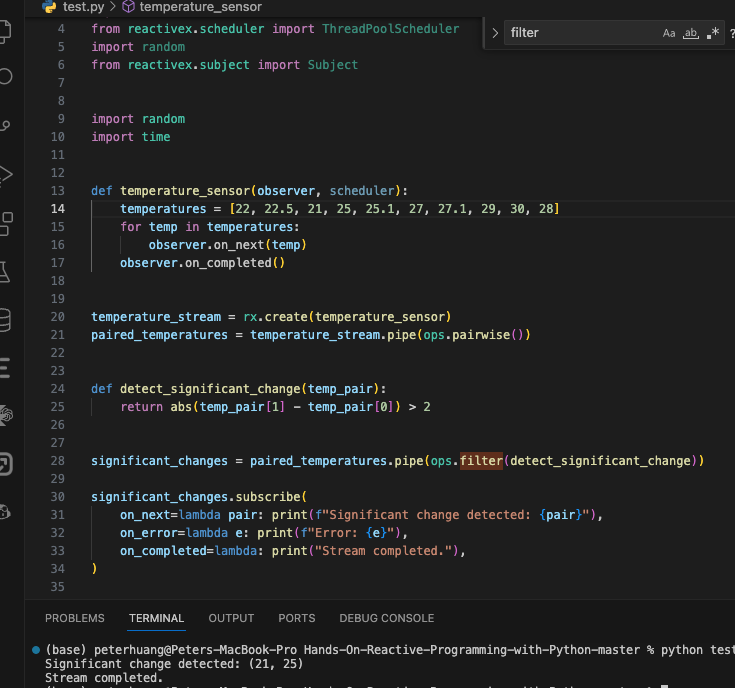 test.py > temperature_sensor
filter
Aa ab .*
4 from reactivex.scheduler import ThreadPoolScheduler
5 import random
6 from reactivex.subject import Subject
7
8
9 import random
10 import time
11
12
13 def temperature_sensor(observer, scheduler):
14 temperatures = [22, 22.5, 21, 25, 25.1, 27, 27.1, 29, 30, 28]
15 for temp in temperatures:
16 observer.on_next(temp)
17 observer.on_completed()
18
19
20 temperature_stream = rx.create(temperature_sensor)
21 paired_temperatures = temperature_stream.pipe(ops.pairwise())
22
23
24 def detect_significant_change(temp_pair):
25 return abs(temp_pair[1] - temp_pair[0]) > 2
26
27
28 significant_changes = paired_temperatures.pipe(ops.filter(detect_significant_change))
29
30 significant_changes.subscribe(
31 on_next=lambda pair: print(f"Significant change detected: {pair}"),
32 on_error=lambda e: print(f"Error: {e}"),
33 on_completed=lambda: print("Stream completed."),
34 )
35
PROBLEMS TERMINAL OUTPUT PORTS DEBUG CONSOLE
(base) peterhuang@Peters-MacBook-Pro Hands-On-Reactive-Programming-with-Python-master % python test
Significant change detected: (21, 25)
Stream completed.